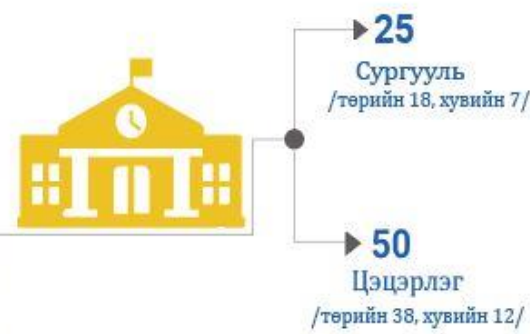 25
Сургууль
/төрийн 18, хувийн 7/
50
Цэцэрлэг
/төрийн 38, хувийн 12/